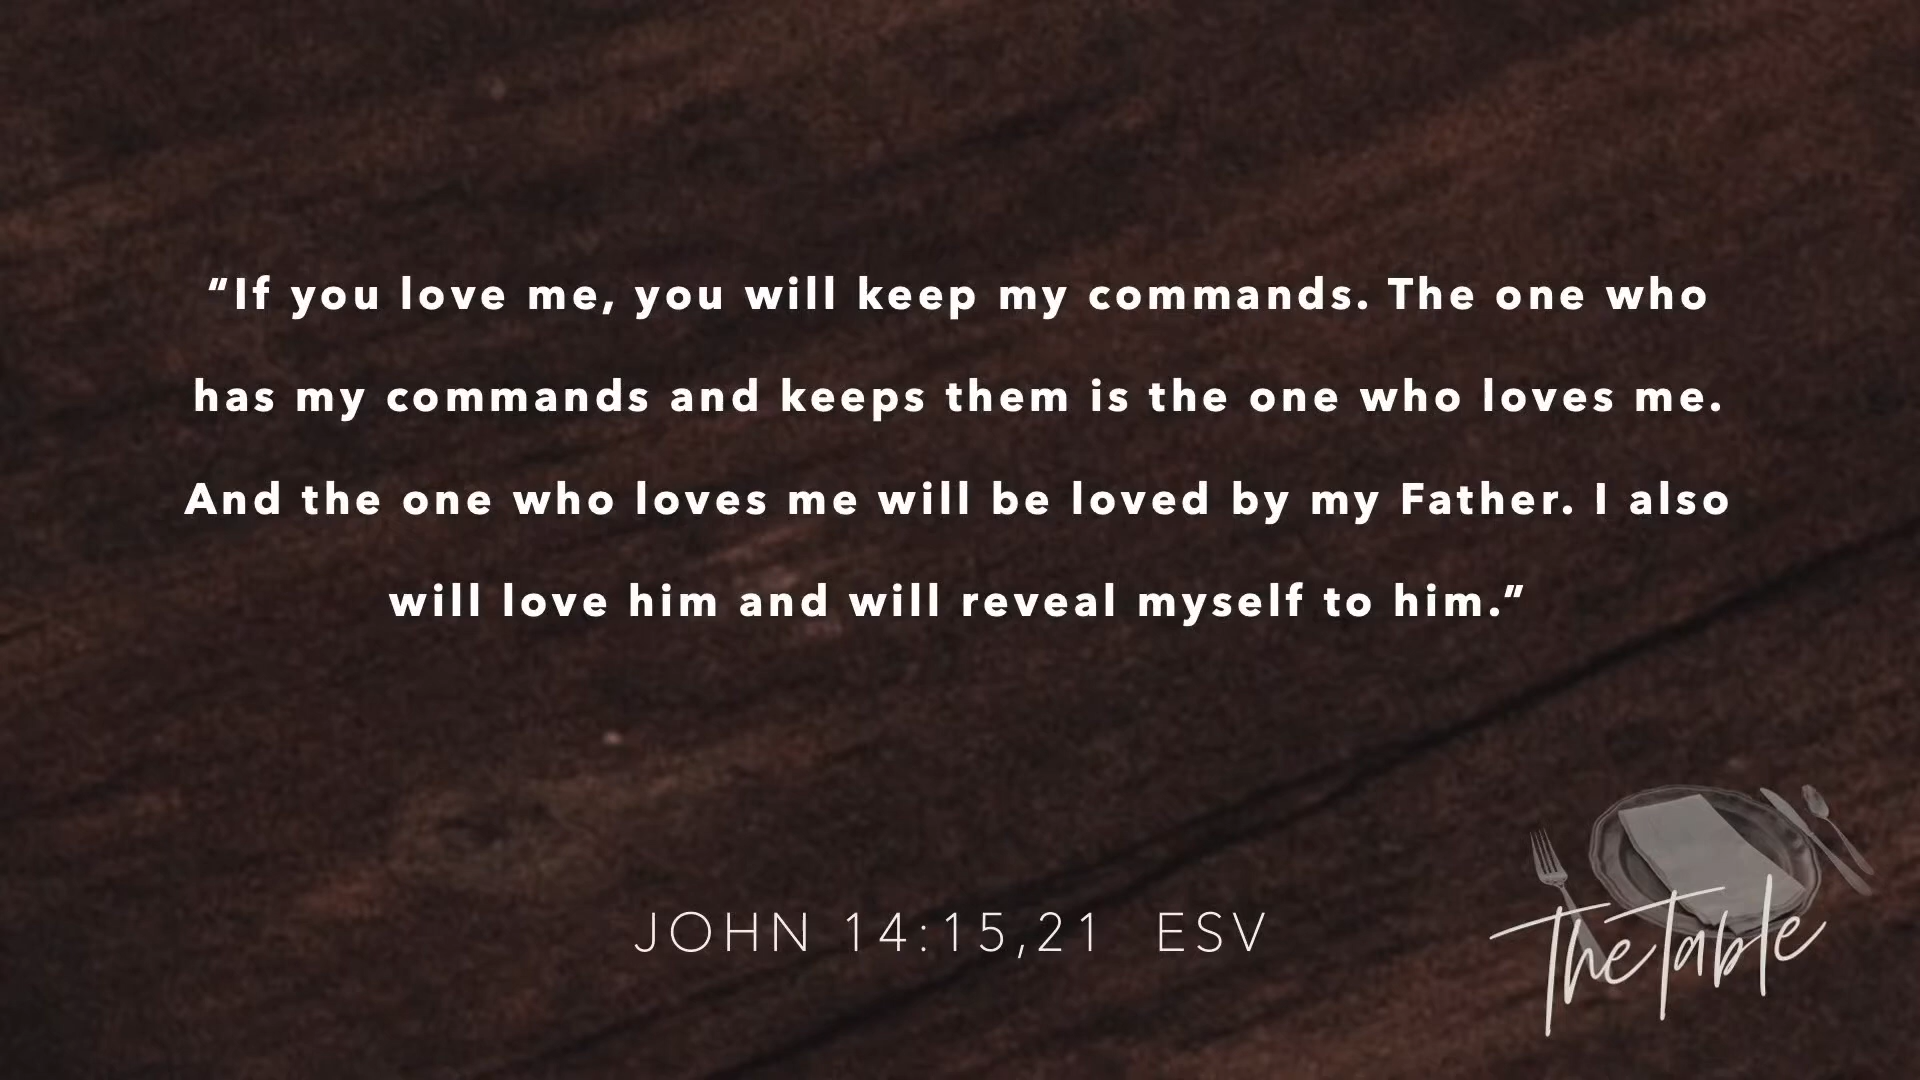 “If you love me, you will keep my commands. The one who
has my commands and keeps them is the one who loves me.
And the one who loves me will be loved by my Father. I also
will love him and will reveal myself to him.”
JOHN 14:15,21 ESV
The Table